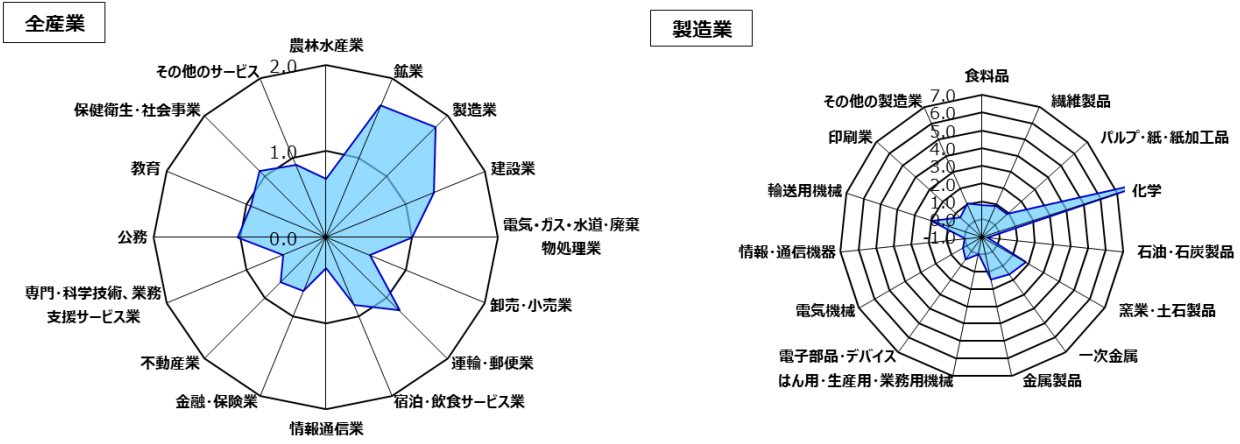 全産業
農林水産業
鉱業
製造業
建設業
電気・ガス・水道・廃棄
物処理業
卸売・小売業
運輸・郵便業
宿泊・飲食サービス業
情報通信業
金融・保険業
不動産業
専門・科学技術、業務
支援サービス業
公務
教育
保健衛生・社会事業
その他のサービス
2.0
1.0
0.0
製造業
食料品
繊維製品
パルプ・紙・紙加工品
化学
石油・石炭製品
窯業・土石製品
一次金属
金属製品
はん用・生産用・業務用機械
電子部品・デバイス
電気機械
情報・通信機器
輸送用機械
印刷業
その他の製造業
7.0
6.0
5.0
4.0
3.0
2.0
1.0
0.0
-1.0